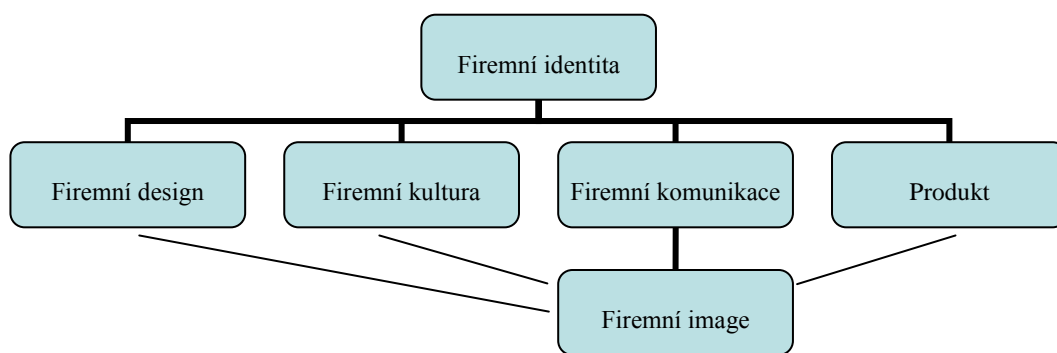 Firemní identita
Firemní design
Firemní kultura
Firemní komunikace
Produkt
Firemní image